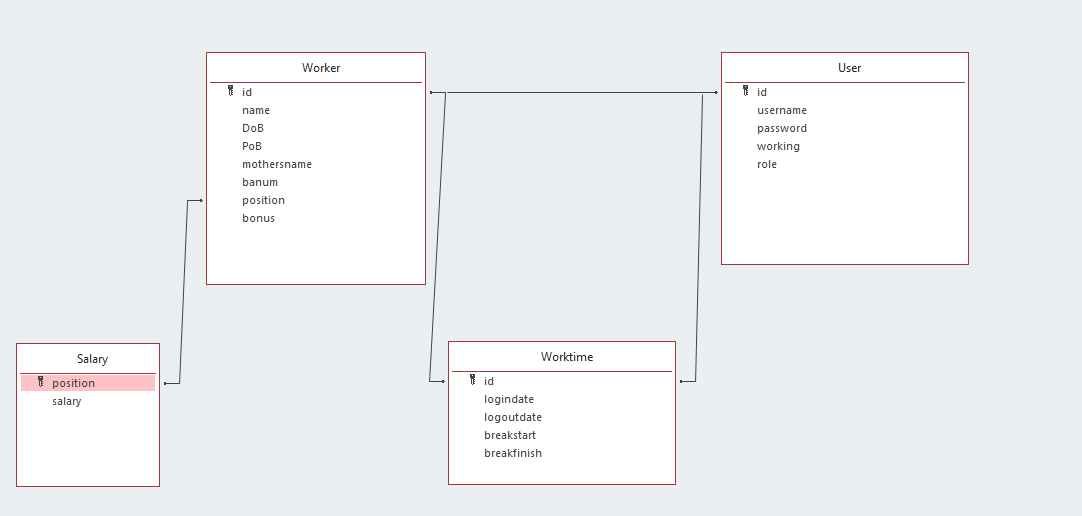 Worker
id
name
DoB
PoB
mothersname
banum
position
bonus
User
id
username
password
working
role
Salary
position
salary
Worktime
id
logindate
logoutdate
breakstart
breakfinish